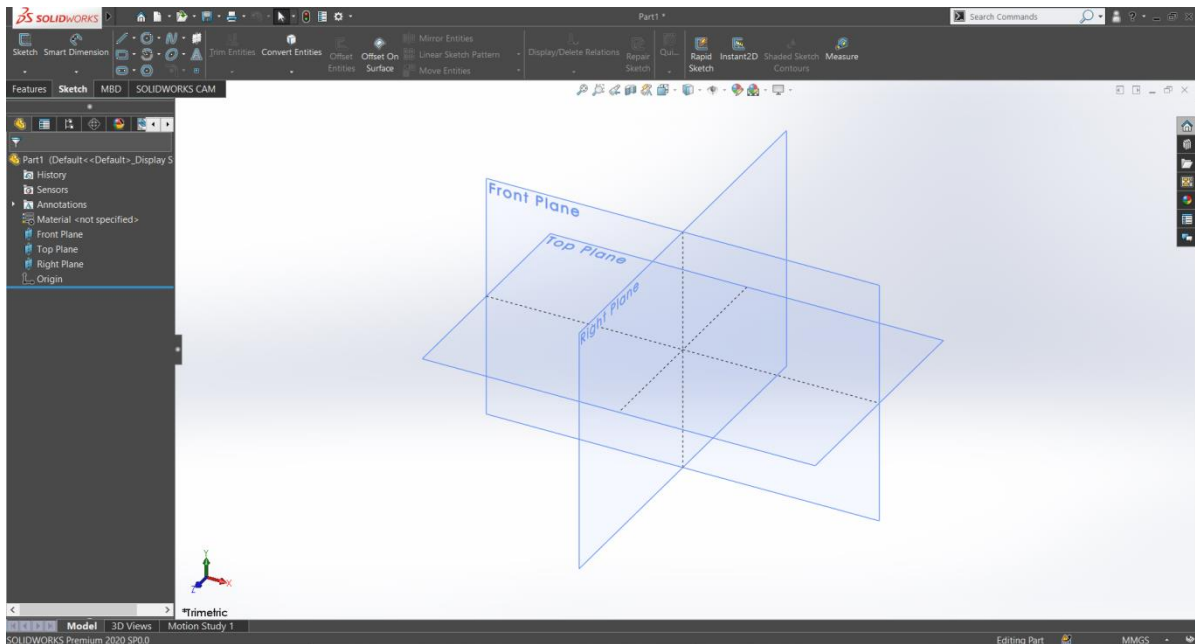 SOLIDWORKS
Part1 *
Search Commands
Sketch Smart Dimension
Trim Entities Convert Entities
Offset Entities
Offset On Surface
Mirror Entities
Linear Sketch Pattern
Move Entities
Display/Delete Relations
Repair Sketch
Qui...
Rapid Sketch
Instant2D
Shaded Sketch Contours
Measure
Features Sketch MBD SOLIDWORKS CAM
Part1 (Default<<Default>_Display S
History
Sensors
Annotations
Material <not specified>
Front Plane
Top Plane
Right Plane
Origin
Front Plane
Top Plane
Right Plane
Y
X
Z
*Trimetric
Model 3D Views Motion Study 1
SOLIDWORKS Premium 2020 SP0.0
Editing Part
MMGS